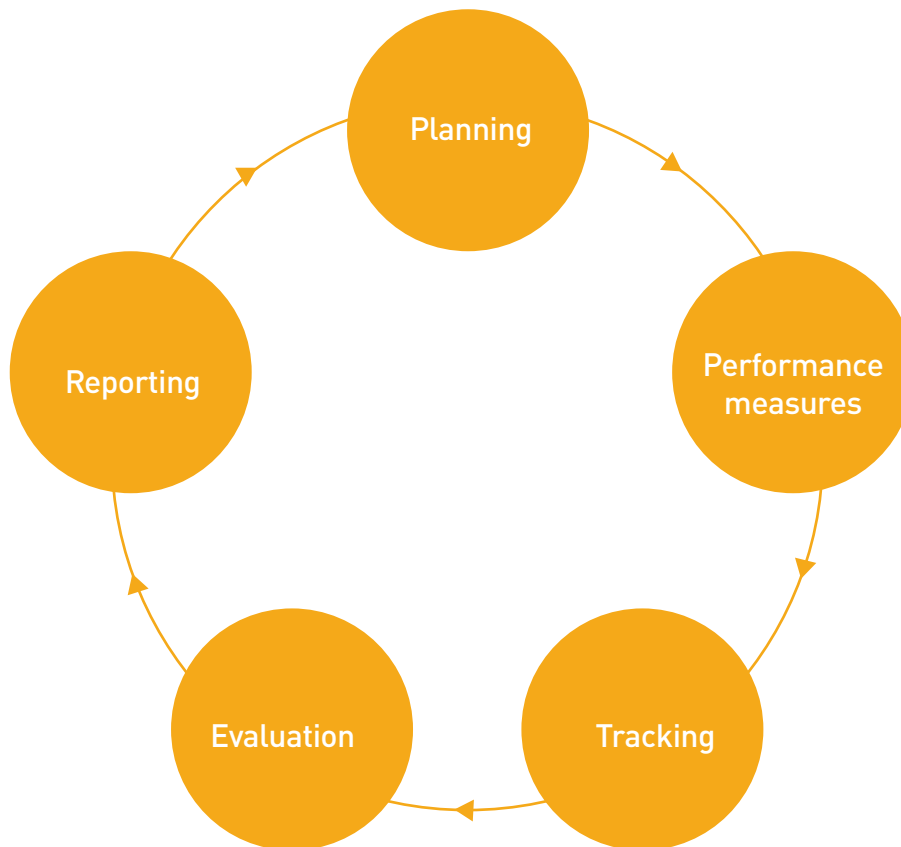 Planning
Performance
measures
Tracking
Evaluation
Reporting